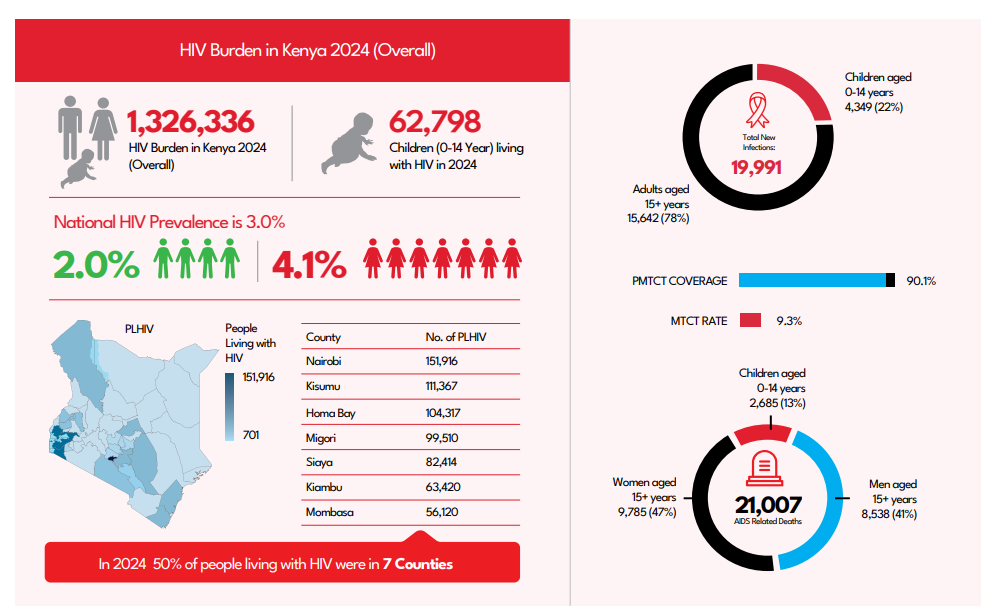 HIV Burden in Kenya 2024 (Overall)
1,326,336
HIV Burden in Kenya 2024
(Overall)
62,798
Children (0-14 Year) living
with HIV in 2024
National HIV Prevalence is 3.0%
2.0%
4.1%
PLHIV
People
Living with
HIV
151,916
701
County No. of PLHIV
Nairobi 151,916
Kisumu 111,367
Homa Bay 104,317
Migori 99,510
Siaya 82,414
Kiambu 63,420
Mombasa 56,120
In 2024 50% of people living with HIV were in 7 Counties
Children aged
0-14 years
4,349 (22%)
Total New
Infections:
19,991
Adults aged
15+ years
15,642 (78%)
PMTCT COVERAGE 90.1%
MTCT RATE 9.3%
Children aged
0-14 years
2,685 (13%)
Women aged
15+ years
9,785 (47%)
21,007
AIDS Related Deaths
Men aged
15+ years
8,538 (41%)